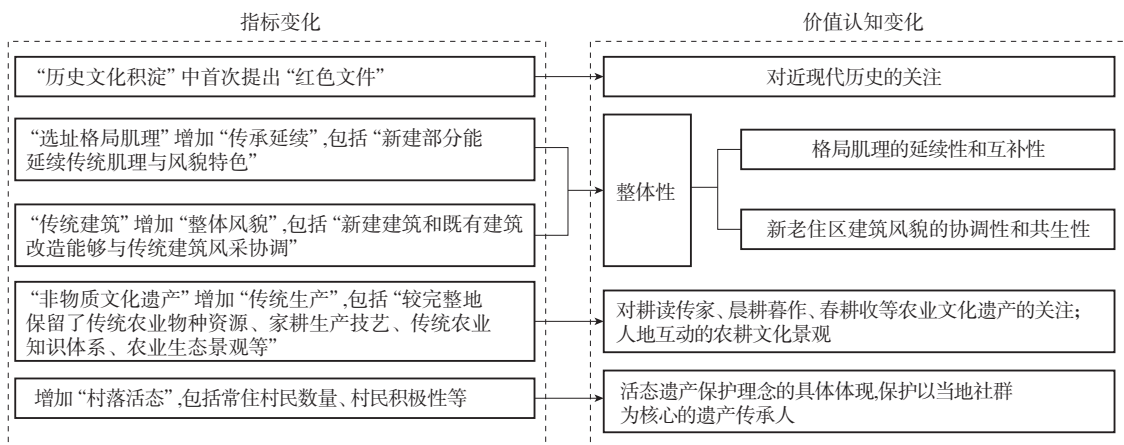 指标变化
价值认知变化
“历史文化积淀”中首次提出“红色文件”
对近现代历史的关注
“选址格局肌理”增加“传承延续”,包括“新建部分能
延续传统肌理与风貌特色”
“传统建筑”增加“整体风貌”,包括“新建建筑和既有建筑
改造能够与传统建筑风采协调”
整体性
格局肌理的延续性和互补性
新老住区建筑风貌的协调性和共生性
“非物质文化遗产”增加“传统生产”,包括“较完整地
保留了传统农业物种资源、家耕生产技艺、传统农业
知识体系、农业生态景观等”
对耕读传家、晨耕暮作、春耕收等农业文化遗产的关注;
人地互动的农耕文化景观
增加“村落活态”,包括常住村民数量、村民积极性等
活态遗产保护理念的具体体现,保护以当地社群
为核心的遗产传承人